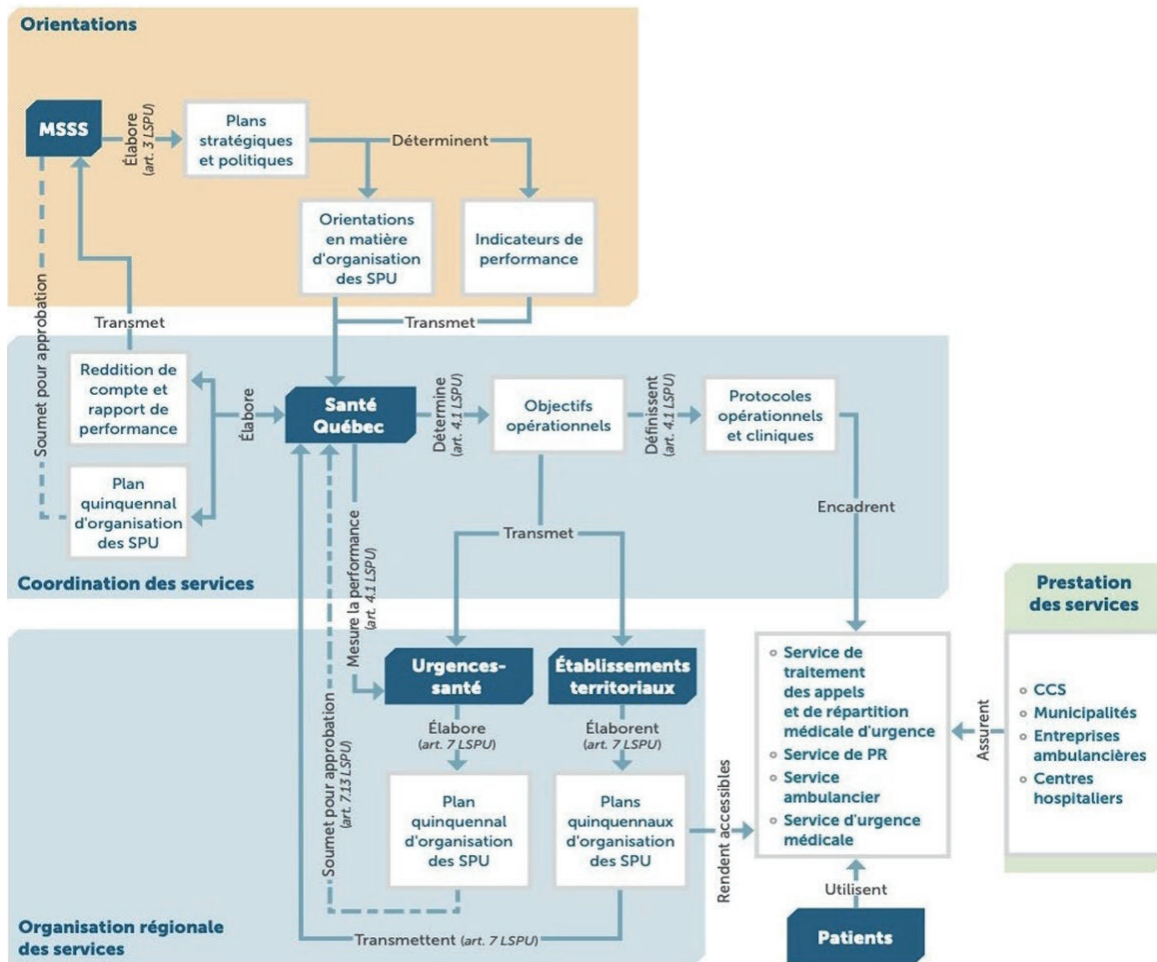 Orientations
MSSS
Élabore
(art. 3 LSPU)
Plans
stratégiques
et politiques
Déterminent
Orientations
en matière
d'organisation
des SPU
Indicateurs de
performance
Soumet pour approbation
Transmet
Transmet
Reddition de
compte et
rapport de
performance
Élabore
Santé
Québec
Détermine
(art. 4.1 LSPU)
Objectifs
opérationnels
Définissent
(art. 4.1 LSPU)
Protocoles
opérationnels
et cliniques
Plan
quinquennal
d'organisation
des SPU
Encadrent
Transmet
Coordination des services
Mesure la performance
(art. 4.1 LSPU)
Prestation
des services
Urgences-
santé
Établissements
territoriaux
Service de
traitement
des appels
et de répartition
médicale d'urgence
Service de PR
Service
ambulancier
Service d'urgence
médicale
Assurent
CCS
Municipalités
Entreprises
ambulancières
Centres
hospitaliers
Élabore
(art. 7 LSPU)
Élaborent
(art. 7 LSPU)
Soumet pour approbation
(art. 7.13 LSPU)
Plan
quinquennal
d'organisation
des SPU
Plans
quinquennaux
d'organisation
des SPU
Rendent accessibles
Utilisent
Organisation régionale
des services
Transmettent (art. 7 LSPU)
Patients